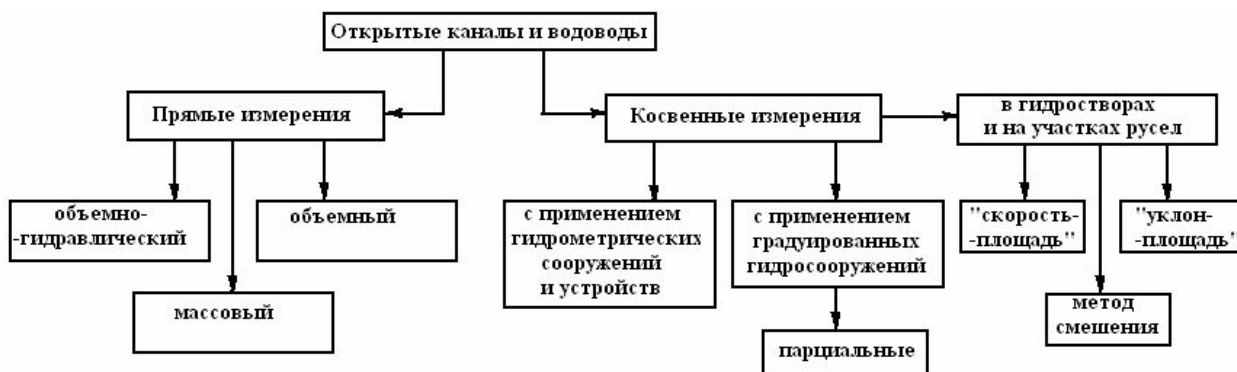 Открытые каналы и водоводы
Прямые измерения
Косвенные измерения
в гидростворах
и на участках русел
объемно-
-гидравлический
объемный
массовый
с применением
гидрометрических
сооружений
и устройств
с применением
градуированных
гидросооружений
парциальные
"скорость-
-площадь"
"уклон-
-площадь"
метод
смешения